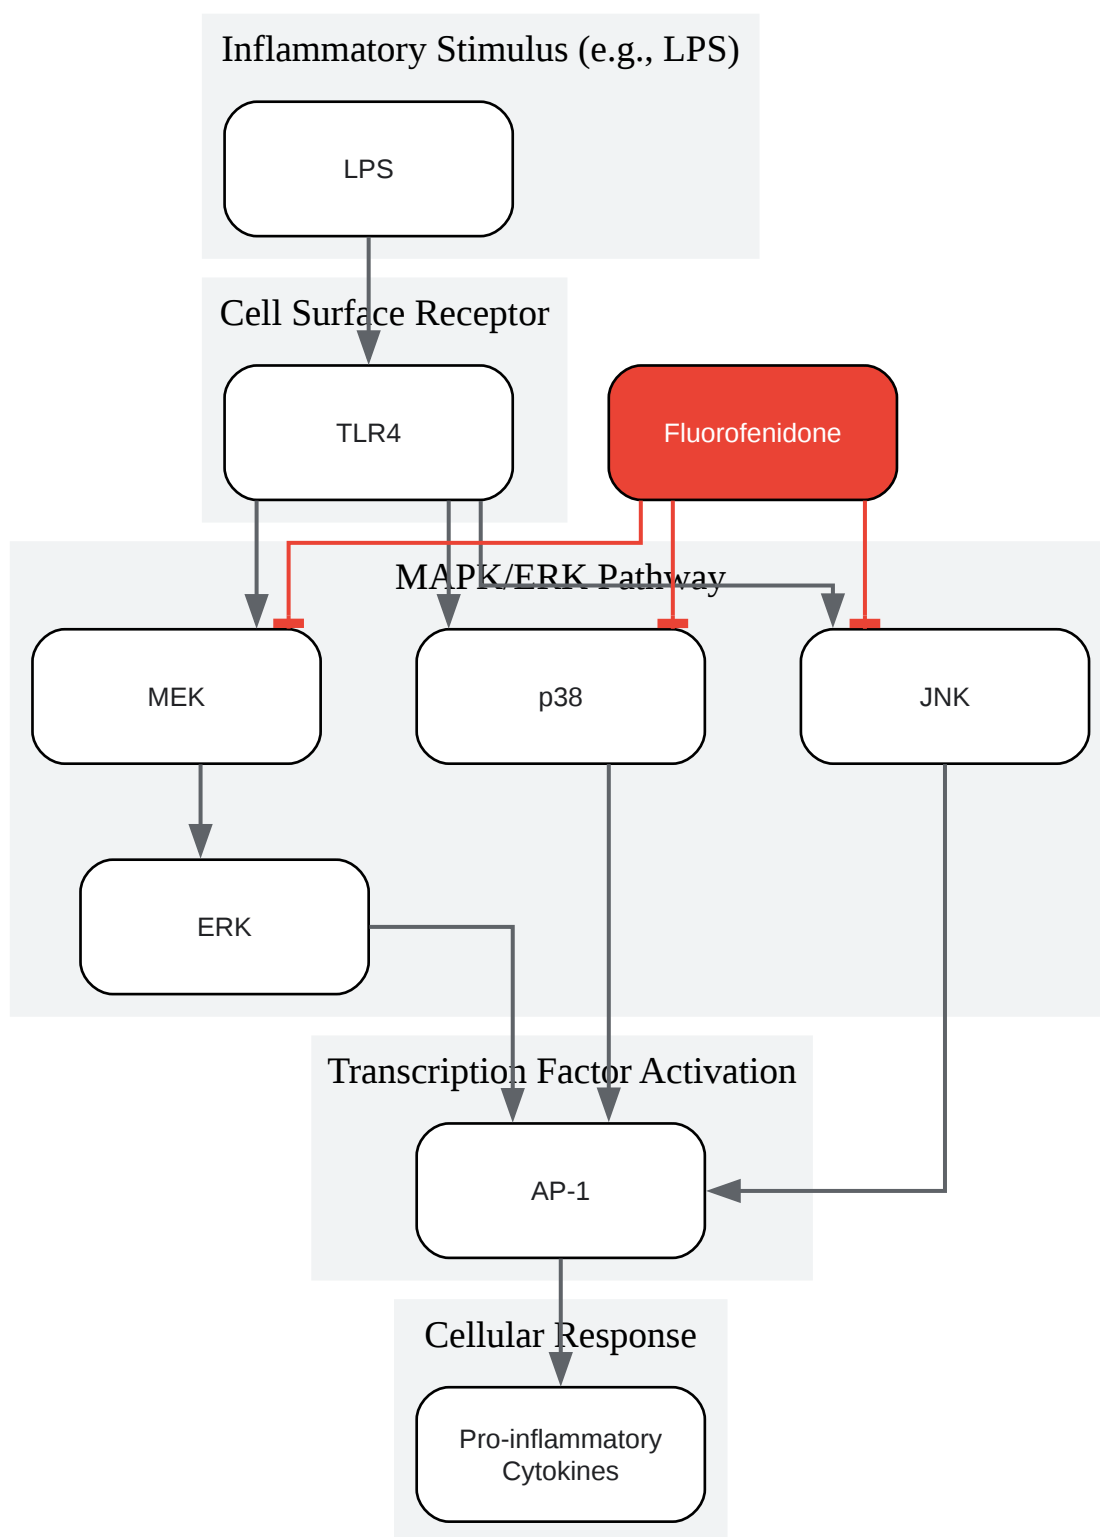 Inflammatory Stimulus (e.g., LPS)
LPS
Cell Surface Receptor
TLR4
Fluorofenidone
MAPK/ERK Pathway
MEK
p38
JNK
ERK
Transcription Factor Activation
AP-1
Cellular Response
Pro-inflammatory
Cytokines